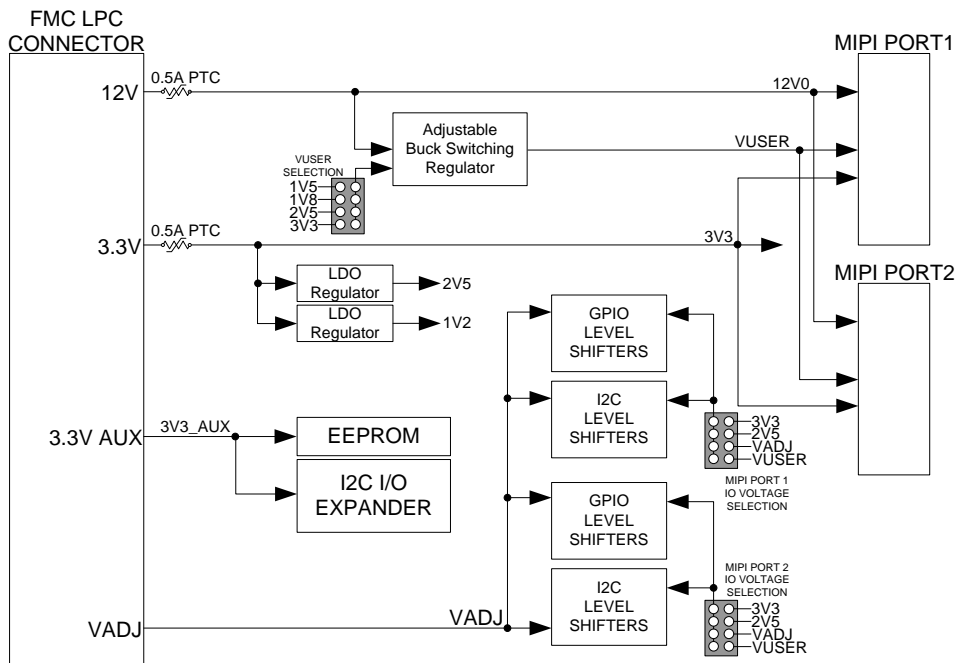 FMC LPC
CONNECTOR
12V
0.5A PTC
12V0
MIPI PORT1
Adjustable
Buck Switching
Regulator
VUSER
VUSER
SELECTION
1V5
1V8
2V5
3V3
3.3V
0.5A PTC
3V3
LDO
Regulator
2V5
LDO
Regulator
1V2
MIPI PORT2
GPIO
LEVEL
SHIFTERS
I2C
LEVEL
SHIFTERS
3V3
2V5
VADJ
VUSER
MIPI PORT 1
IO VOLTAGE
SELECTION
3.3V AUX
3V3_AUX
EEPROM
I2C I/O
EXPANDER
GPIO
LEVEL
SHIFTERS
I2C
LEVEL
SHIFTERS
MIPI PORT 2
IO VOLTAGE
SELECTION
3V3
2V5
VADJ
VUSER
VADJ
VADJ